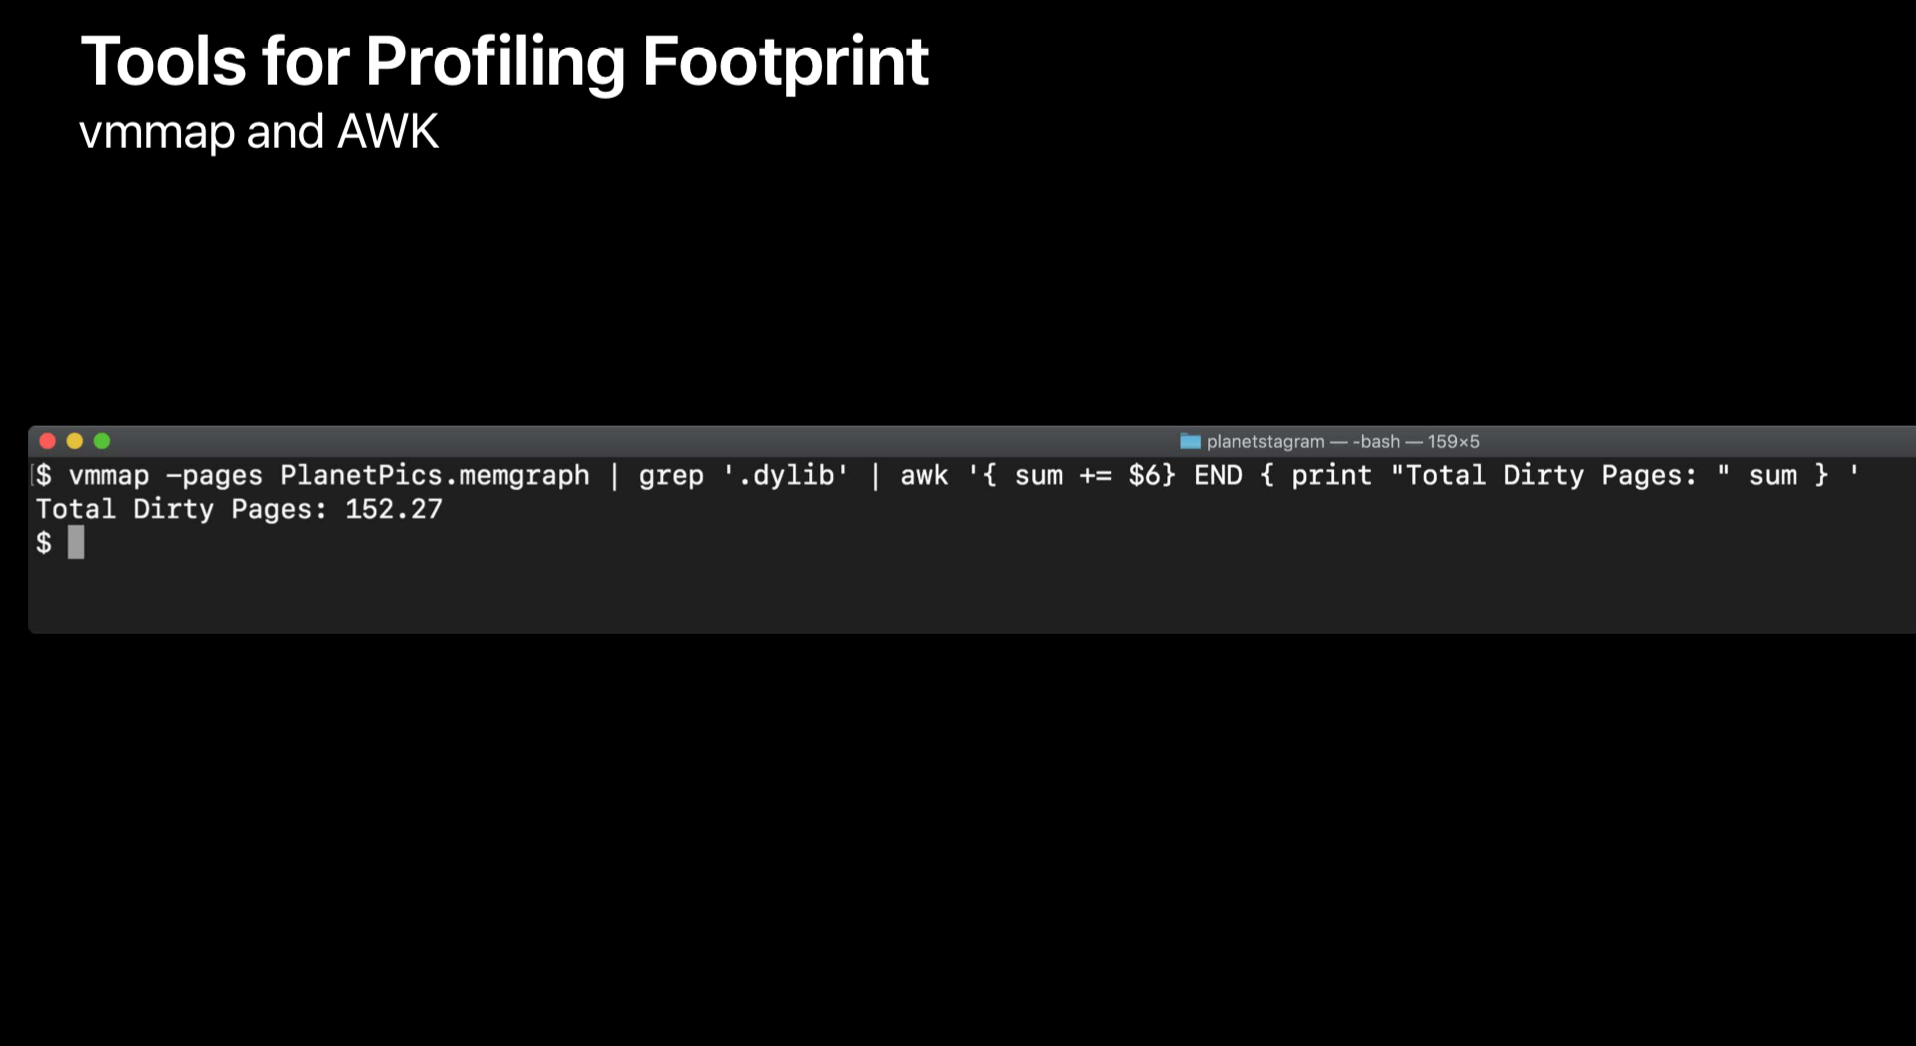 Tools for Profiling Footprint
vmmap and AWK
planetstagram — -bash — 159×5
$ vmmap -pages PlanetPics.memgraph | grep '.dylib' | awk '{ sum += $6} END { print "Total Dirty Pages: " sum } '
Total Dirty Pages: 152.27
$